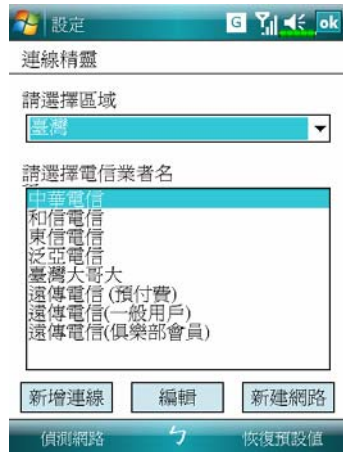 設定
G
ok
連線精靈
請選擇區域
臺灣
請選擇電信業者名
中華電信
和信電信
東信電信
泛亞電信
臺灣大哥大
遠傳電信 (預付費)
遠傳電信(一般用戶)
遠傳電信(俱樂部會員)
新增連線
編輯
新建網路
偵測網路
ㄅ
恢復預設值